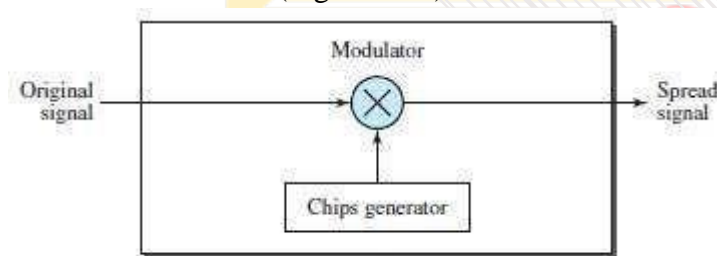 Modulator
Original
signal
Spread
signal
Chips generator